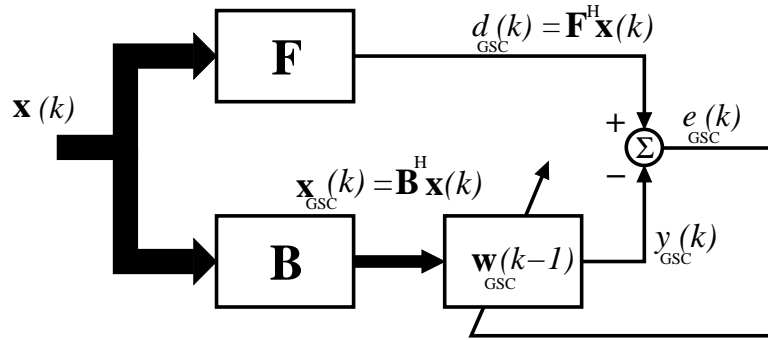 F
d_GSC(k) = F^H x(k)
x(k)
+
Σ
e_GSC(k)
−
x_GSC(k) = B^H x(k)
B
w_GSC(k−1)
y_GSC(k)